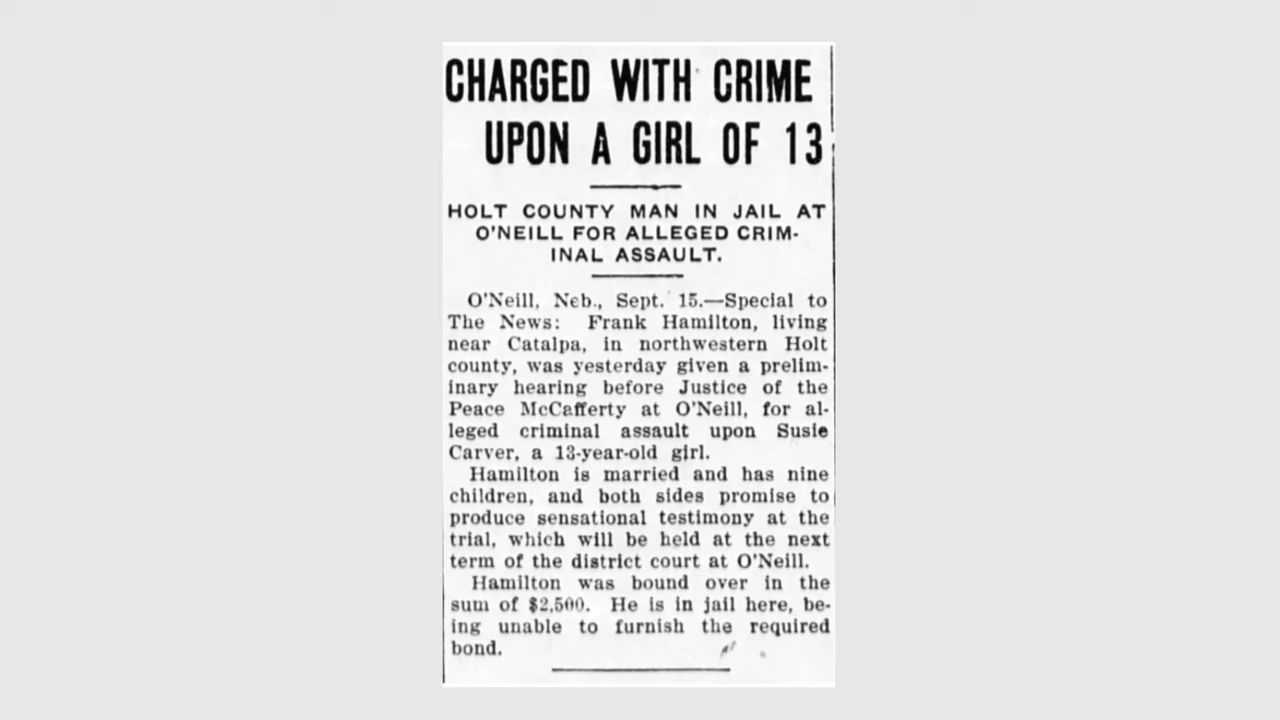 CHARGED WITH CRIME
UPON A GIRL OF 13
HOLT COUNTY MAN IN JAIL AT
O'NEILL FOR ALLEGED CRIM-
INAL ASSAULT.
O'Neill, Neb., Sept. 15.—Special to
The News: Frank Hamilton, living
near Catalpa, in northwestern Holt
county, was yesterday given a prelim-
inary hearing before Justice of the
Peace McCafferty at O'Neill, for al-
leged criminal assault upon Susie
Carver, a 13-year-old girl.
Hamilton is married and has nine
children, and both sides promise to
produce sensational testimony at the
trial, which will be held at the next
term of the district court at O'Neill.
Hamilton was bound over in the
sum of $2,500. He is in jail here, be-
ing unable to furnish the required
bond.